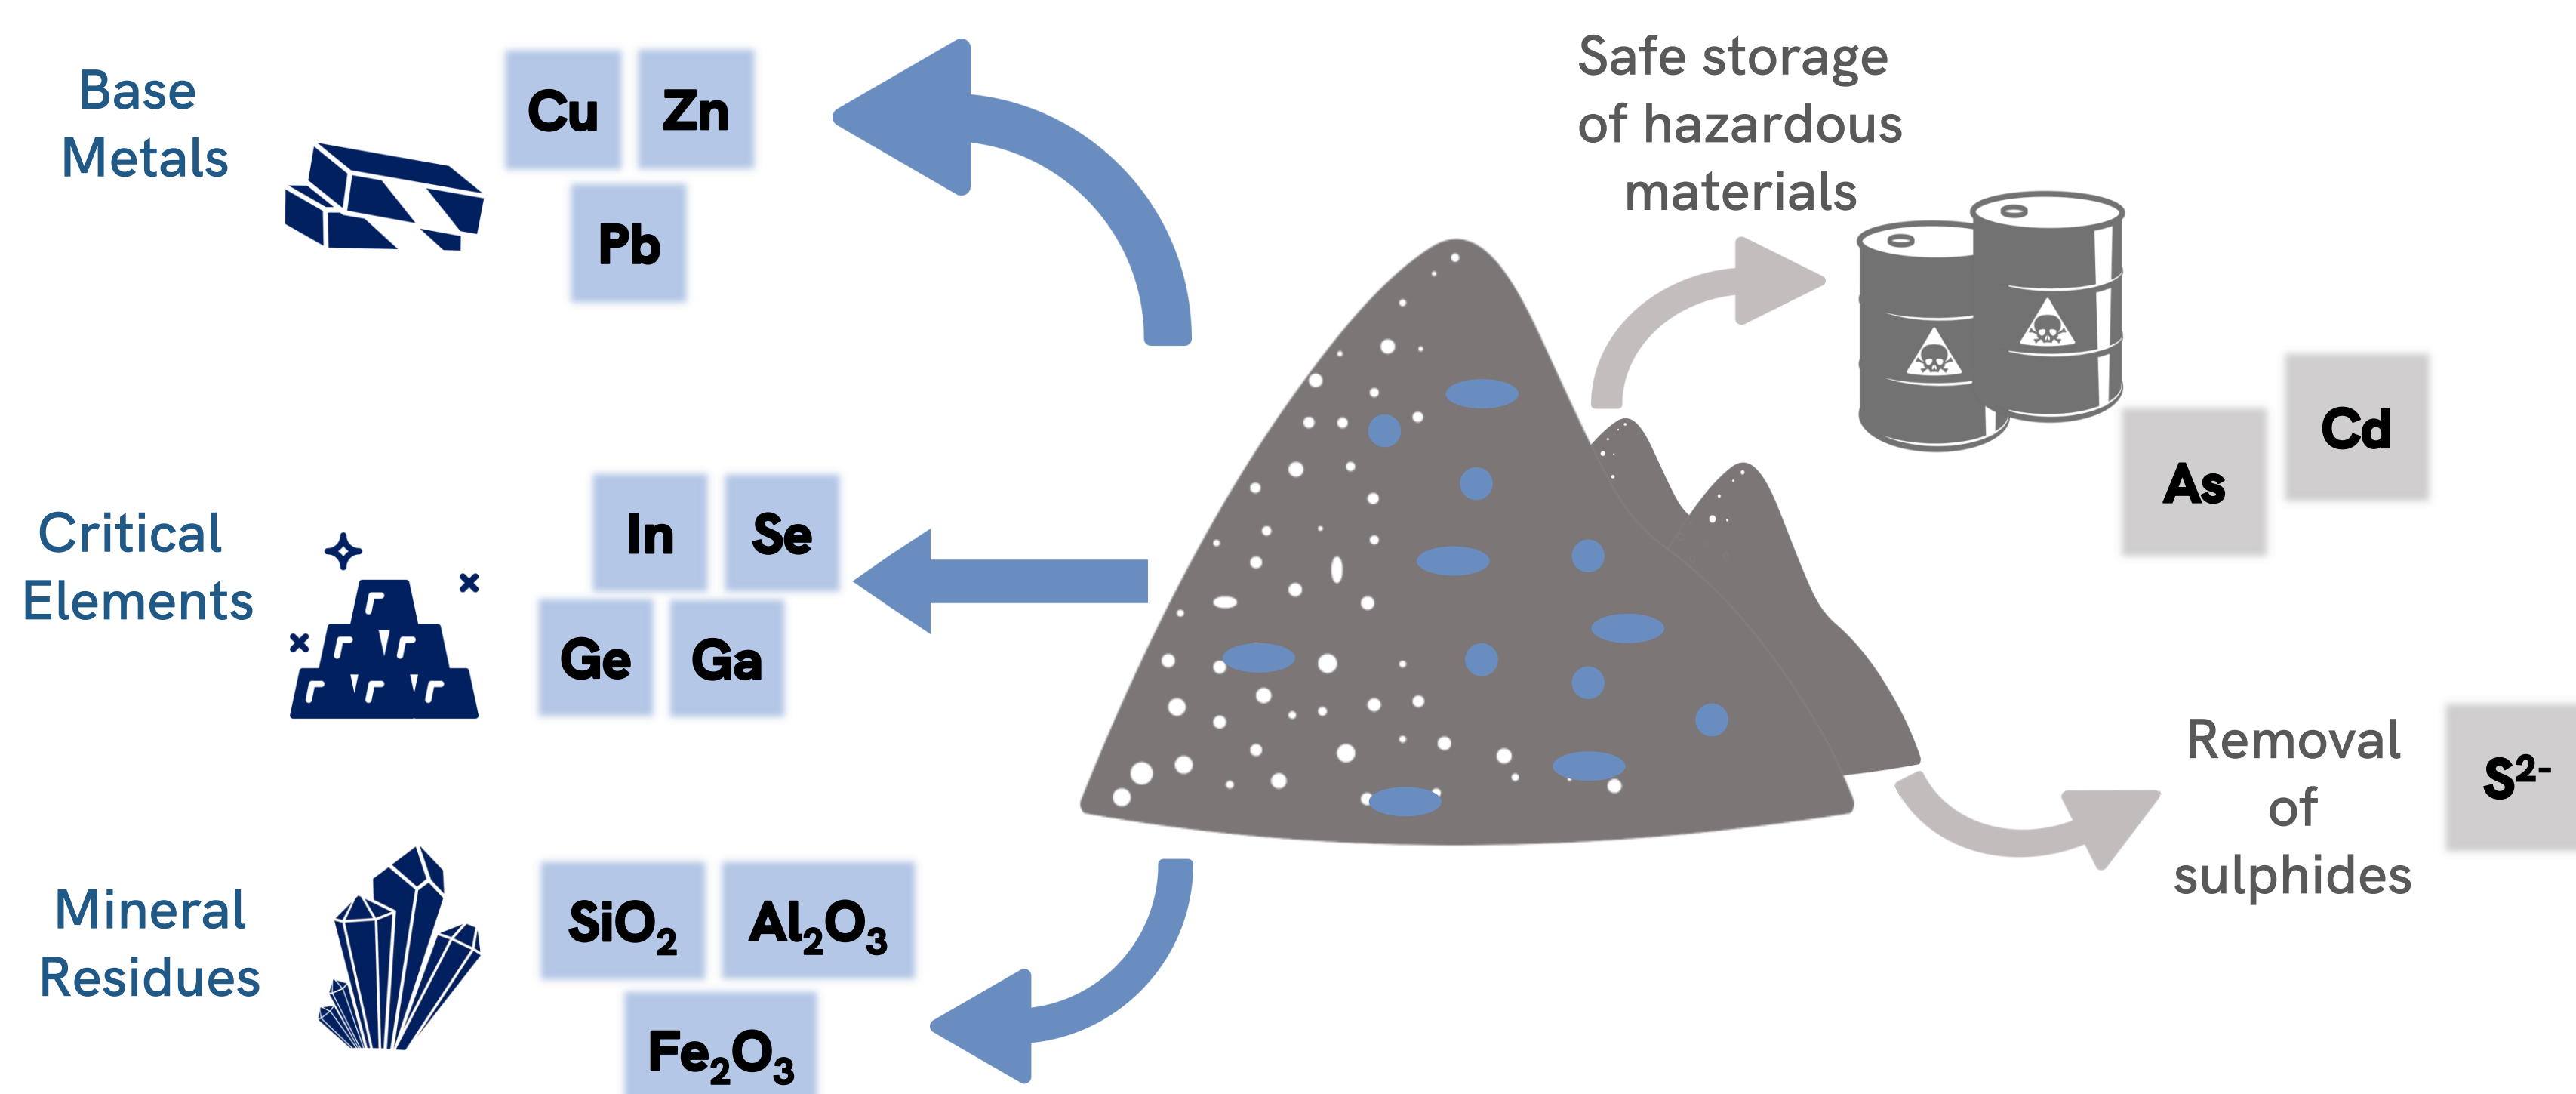 Base
Metals
Cu Zn
Pb
Critical
Elements
In Se
Ge Ga
Mineral
Residues
SiO₂ Al₂O₃
Fe₂O₃
Safe storage
of hazardous
materials
Cd
As
Removal
of
sulphides
S²⁻